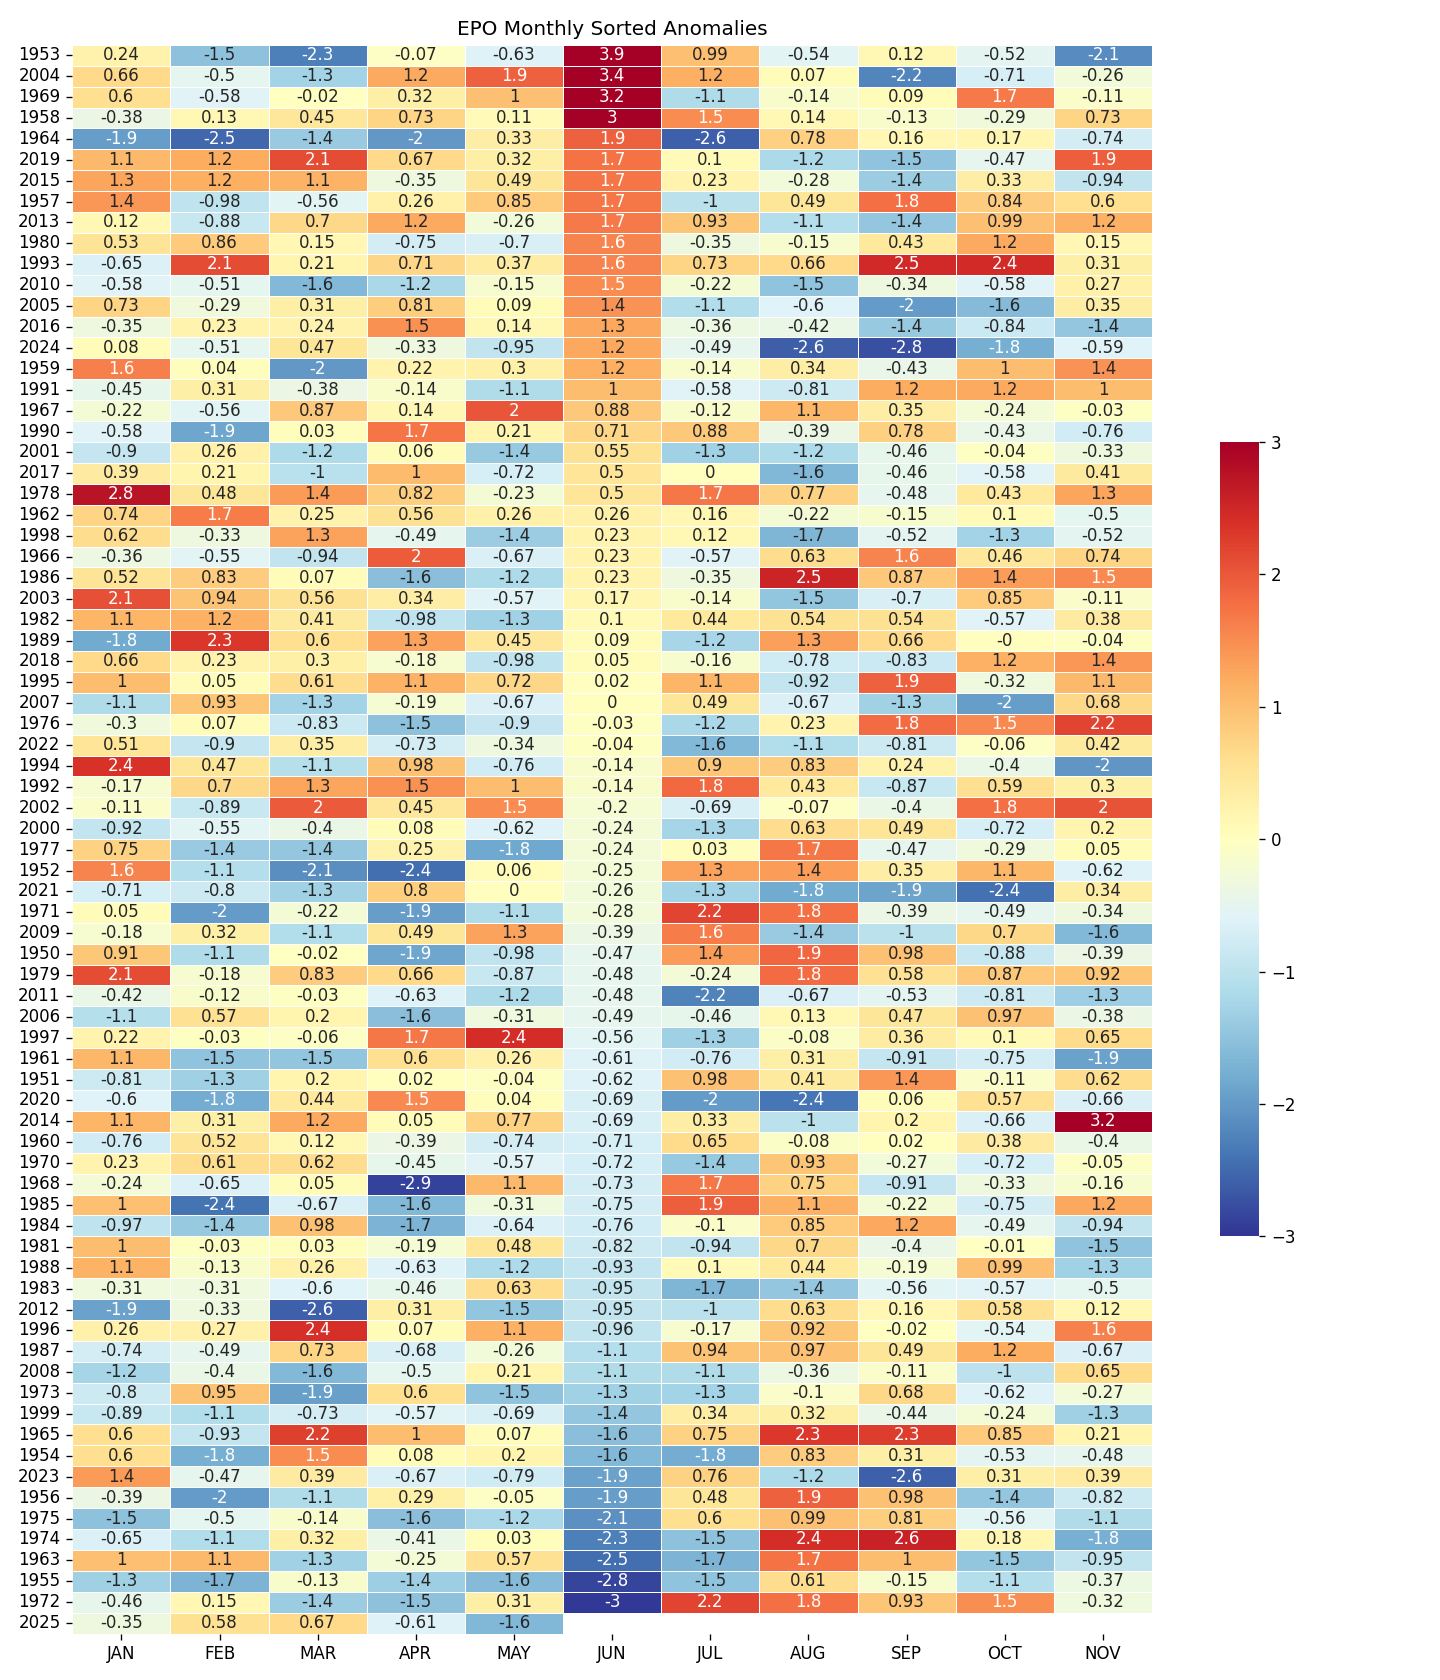 EPO Monthly Sorted Anomalies
1953 0.24 -1.5 -2.3 -0.07 -0.63 3.9 0.99 -0.54 0.12 -0.52 -2.1
2004 0.66 -0.5 -1.3 1.2 1.9 3.4 1.2 0.07 -2.2 -0.71 -0.26
1969 0.6 -0.58 -0.02 0.32 1 3.2 -1.1 -0.14 0.09 1.7 -0.11
1958 -0.38 0.13 0.45 0.73 0.11 3 1.5 0.14 -0.13 -0.29 0.73
1964 -1.9 -2.5 -1.4 -2 0.33 1.9 -2.6 0.78 0.16 0.17 -0.74
2019 1.1 1.2 2.1 0.67 0.32 1.7 0.1 -1.2 -1.5 -0.47 1.9
2015 1.3 1.2 1.1 -0.35 0.49 1.7 0.23 -0.28 -1.4 0.33 -0.94
1957 1.4 -0.98 -0.56 0.26 0.85 1.7 -1 0.49 1.8 0.84 0.6
2013 0.12 -0.88 0.7 1.2 -0.26 1.7 0.93 -1.1 -1.4 0.99 1.2
1980 0.53 0.86 0.15 -0.75 -0.7 1.6 -0.35 -0.15 0.43 1.2 0.15
1993 -0.65 2.1 0.21 0.71 0.37 1.6 0.73 0.66 2.5 2.4 0.31
2010 -0.58 -0.51 -1.6 -1.2 -0.15 1.5 -0.22 -1.5 -0.34 -0.58 0.27
2005 0.73 -0.29 0.31 0.81 0.09 1.4 -1.1 -0.6 -2 -1.6 0.35
2016 -0.35 0.23 0.24 1.5 0.14 1.3 -0.36 -0.42 -1.4 -0.84 -1.4
2024 0.08 -0.51 0.47 -0.33 -0.95 1.2 -0.49 -2.6 -2.8 -1.8 -0.59
1959 1.6 0.04 -2 0.22 0.3 1.2 -0.14 0.34 -0.43 1 1.4
1991 -0.45 0.31 -0.38 -0.14 -1.1 1 -0.58 -0.81 1.2 1.2 1
1967 -0.22 -0.56 0.87 0.14 2 0.88 -0.12 1.1 0.35 -0.24 -0.03
1990 -0.58 -1.9 0.03 1.7 0.21 0.71 0.88 -0.39 0.78 -0.43 -0.76
2001 -0.9 0.26 -1.2 0.06 -1.4 0.55 -1.3 -1.2 -0.46 -0.04 -0.33
2017 0.39 0.21 -1 1 -0.72 0.5 0 -1.6 -0.46 -0.58 0.41
1978 2.8 0.48 1.4 0.82 -0.23 0.5 1.7 0.77 -0.48 0.43 1.3
1962 0.74 1.7 0.25 0.56 0.26 0.26 0.16 -0.22 -0.15 0.1 -0.5
1998 0.62 -0.33 1.3 -0.49 -1.4 0.23 0.12 -1.7 -0.52 -1.3 -0.52
1966 -0.36 -0.55 -0.94 2 -0.67 0.23 -0.57 0.63 1.6 0.46 0.74
1986 0.52 0.83 0.07 -1.6 -1.2 0.23 -0.35 2.5 0.87 1.4 1.5
2003 2.1 0.94 0.56 0.34 -0.57 0.17 -0.14 -1.5 -0.7 0.85 -0.11
1982 1.1 1.2 0.41 -0.98 -1.3 0.1 0.44 0.54 0.54 -0.57 0.38
1989 -1.8 2.3 0.6 1.3 0.45 0.09 -1.2 1.3 0.66 -0 -0.04
2018 0.66 0.23 0.3 -0.18 -0.98 0.05 -0.16 -0.78 -0.83 1.2 1.4
1995 1 0.05 0.61 1.1 0.72 0.02 1.1 -0.92 1.9 -0.32 1.1
2007 -1.1 0.93 -1.3 -0.19 -0.67 0 0.49 -0.67 -1.3 -2 0.68
1976 -0.3 0.07 -0.83 -1.5 -0.9 -0.03 -1.2 0.23 1.8 1.5 2.2
2022 0.51 -0.9 0.35 -0.73 -0.34 -0.04 -1.6 -1.1 -0.81 -0.06 0.42
1994 2.4 0.47 -1.1 0.98 -0.76 -0.14 0.9 0.83 0.24 -0.4 -2
1992 -0.17 0.7 1.3 1.5 1 -0.14 1.8 0.43 -0.87 0.59 0.3
2002 -0.11 -0.89 2 0.45 1.5 -0.2 -0.69 -0.07 -0.4 1.8 2
2000 -0.92 -0.55 -0.4 0.08 -0.62 -0.24 -1.3 0.63 0.49 -0.72 0.2
1977 0.75 -1.4 -1.4 0.25 -1.8 -0.24 0.03 1.7 -0.47 -0.29 0.05
1952 1.6 -1.1 -2.1 -2.4 0.06 -0.25 1.3 1.4 0.35 1.1 -0.62
2021 -0.71 -0.8 -1.3 0.8 0 -0.26 -1.3 -1.8 -1.9 -2.4 0.34
1971 0.05 -2 -0.22 -1.9 -1.1 -0.28 2.2 1.8 -0.39 -0.49 -0.34
2009 -0.18 0.32 -1.1 0.49 1.3 -0.39 1.6 -1.4 -1 0.7 -1.6
1950 0.91 -1.1 -0.02 -1.9 -0.98 -0.47 1.4 1.9 0.98 -0.88 -0.39
1979 2.1 -0.18 0.83 0.66 -0.87 -0.48 -0.24 1.8 0.58 0.87 0.92
2011 -0.42 -0.12 -0.03 -0.63 -1.2 -0.48 -2.2 -0.67 -0.53 -0.81 -1.3
2006 -1.1 0.57 0.2 -1.6 -0.31 -0.49 -0.46 0.13 0.47 0.97 -0.38
1997 0.22 -0.03 -0.06 1.7 2.4 -0.56 -1.3 -0.08 0.36 0.1 0.65
1961 1.1 -1.5 -1.5 0.6 0.26 -0.61 -0.76 0.31 -0.91 -0.75 -1.9
1951 -0.81 -1.3 0.2 0.02 -0.04 -0.62 0.98 0.41 1.4 -0.11 0.62
2020 -0.6 -1.8 0.44 1.5 0.04 -0.69 -2 -2.4 0.06 0.57 -0.66
2014 1.1 0.31 1.2 0.05 0.77 -0.69 0.33 -1 0.2 -0.66 3.2
1960 -0.76 0.52 0.12 -0.39 -0.74 -0.71 0.65 -0.08 0.02 0.38 -0.4
1970 0.23 0.61 0.62 -0.45 -0.57 -0.72 -1.4 0.93 -0.27 -0.72 -0.05
1968 -0.24 -0.65 0.05 -2.9 1.1 -0.73 1.7 0.75 -0.91 -0.33 -0.16
1985 1 -2.4 -0.67 -1.6 -0.31 -0.75 1.9 1.1 -0.22 -0.75 1.2
1984 -0.97 -1.4 0.98 -1.7 -0.64 -0.76 -0.1 0.85 1.2 -0.49 -0.94
1981 1 -0.03 0.03 -0.19 0.48 -0.82 -0.94 0.7 -0.4 -0.01 -1.5
1988 1.1 -0.13 0.26 -0.63 -1.2 -0.93 0.1 0.44 -0.19 0.99 -1.3
1983 -0.31 -0.31 -0.6 -0.46 0.63 -0.95 -1.7 -1.4 -0.56 -0.57 -0.5
2012 -1.9 -0.33 -2.6 0.31 -1.5 -0.95 -1 0.63 0.16 0.58 0.12
1996 0.26 0.27 2.4 0.07 1.1 -0.96 -0.17 0.92 -0.02 -0.54 1.6
1987 -0.74 -0.49 0.73 -0.68 -0.26 -1.1 0.94 0.97 0.49 1.2 -0.67
2008 -1.2 -0.4 -1.6 -0.5 0.21 -1.1 -1.1 -0.36 -0.11 -1 0.65
1973 -0.8 0.95 -1.9 0.6 -1.5 -1.3 -1.3 -0.1 0.68 -0.62 -0.27
1999 -0.89 -1.1 -0.73 -0.57 -0.69 -1.4 0.34 0.32 -0.44 -0.24 -1.3
1965 0.6 -0.93 2.2 1 0.07 -1.6 0.75 2.3 2.3 0.85 0.21
1954 0.6 -1.8 1.5 0.08 0.2 -1.6 -1.8 0.83 0.31 -0.53 -0.48
2023 1.4 -0.47 0.39 -0.67 -0.79 -1.9 0.76 -1.2 -2.6 0.31 0.39
1956 -0.39 -2 -1.1 0.29 -0.05 -1.9 0.48 1.9 0.98 -1.4 -0.82
1975 -1.5 -0.5 -0.14 -1.6 -1.2 -2.1 0.6 0.99 0.81 -0.56 -1.1
1974 -0.65 -1.1 0.32 -0.41 0.03 -2.3 -1.5 2.4 2.6 0.18 -1.8
1963 1 1.1 -1.3 -0.25 0.57 -2.5 -1.7 1.7 1 -1.5 -0.95
1955 -1.3 -1.7 -0.13 -1.4 -1.6 -2.8 -1.5 0.61 -0.15 -1.1 -0.37
1972 -0.46 0.15 -1.4 -1.5 0.31 -3 2.2 1.8 0.93 1.5 -0.32
2025 -0.35 0.58 0.67 -0.61 -1.6
JAN FEB MAR APR MAY JUN JUL AUG SEP OCT NOV
3
2
1
0
−1
−2
−3